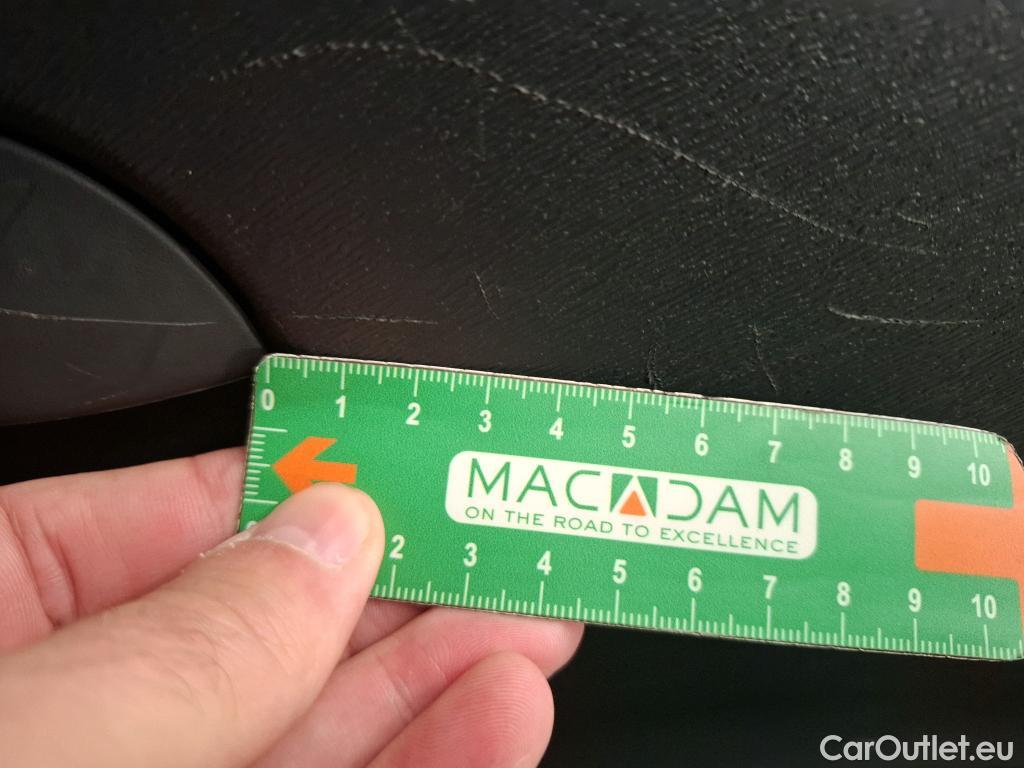 0 1 2 3 4 5 6 7 8 9 10
MACADAM
ON THE ROAD TO EXCELLENCE
2 3 4 5 6 7 8 9 10
CarOutlet.eu